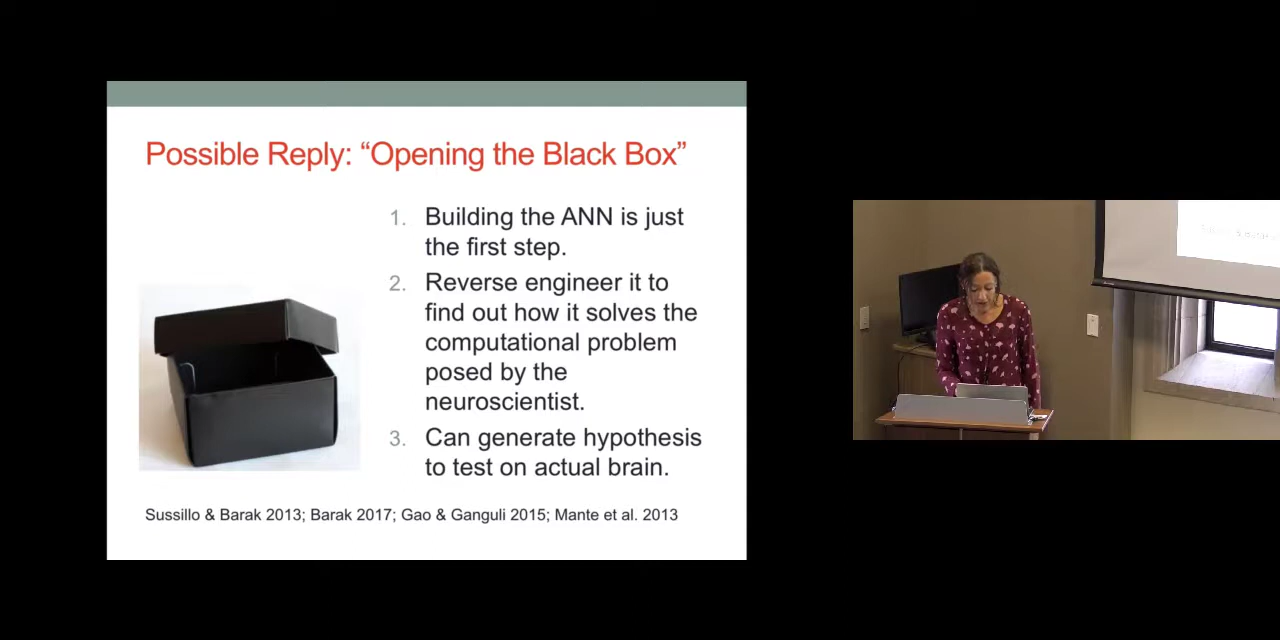 Possible Reply: “Opening the Black Box”
1. Building the ANN is just
the first step.
2. Reverse engineer it to
find out how it solves the
computational problem
posed by the
neuroscientist.
3. Can generate hypothesis
to test on actual brain.
Sussillo & Barak 2013; Barak 2017; Gao & Ganguli 2015; Mante et al. 2013